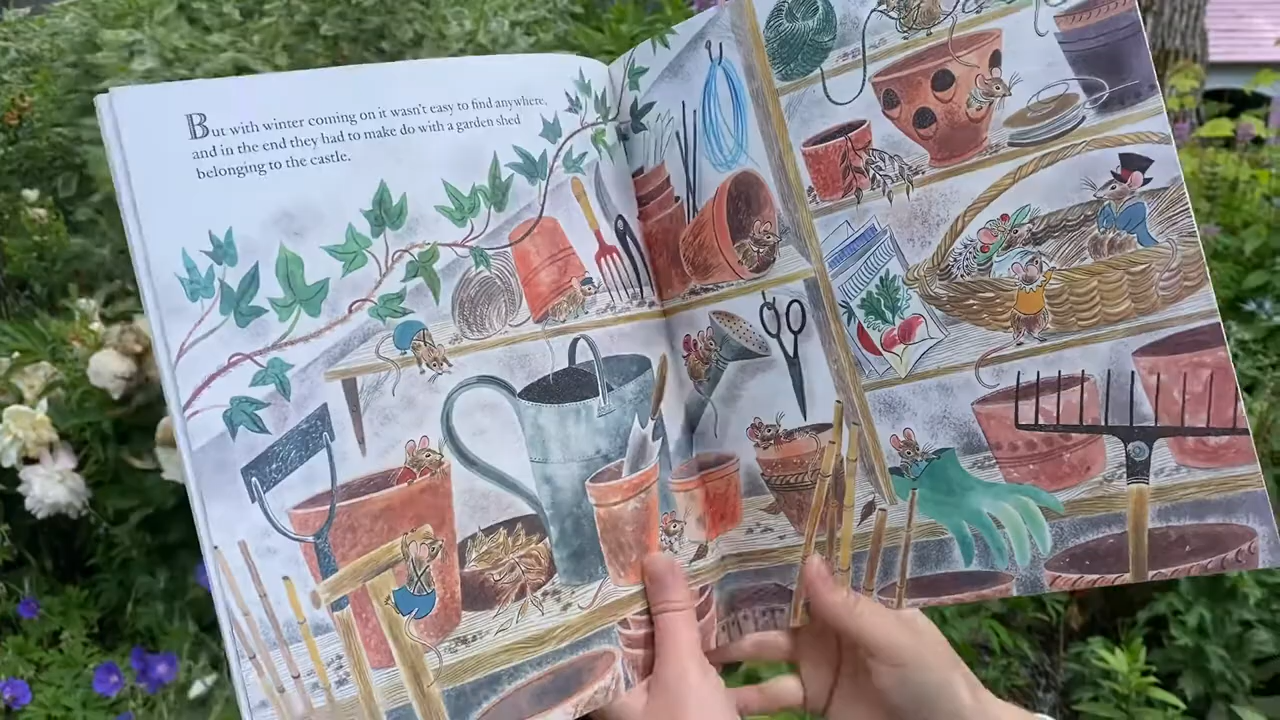 But with winter coming on it wasn't easy to find anywhere,
and in the end they had to make do with a garden shed
belonging to the castle.